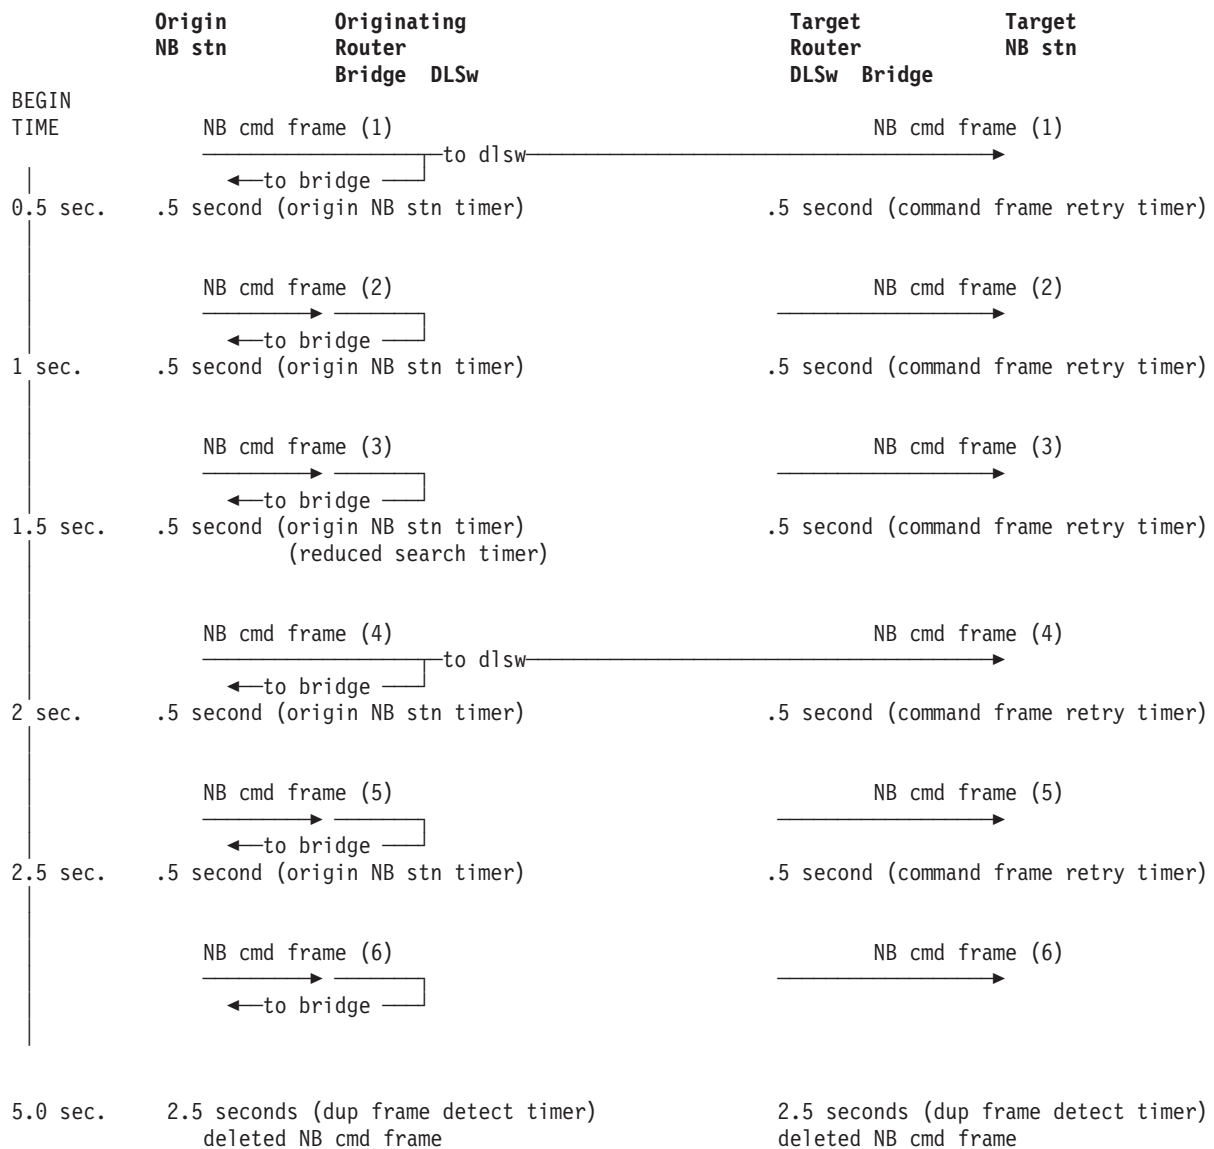 Origin Originating Target Target
NB stn Router Router NB stn
Bridge DLSw DLSw Bridge
BEGIN
TIME NB cmd frame (1) NB cmd frame (1)
to dlsw
to bridge
0.5 sec. .5 second (origin NB stn timer) .5 second (command frame retry timer)
NB cmd frame (2) NB cmd frame (2)
to bridge
1 sec. .5 second (origin NB stn timer) .5 second (command frame retry timer)
NB cmd frame (3) NB cmd frame (3)
to bridge
1.5 sec. .5 second (origin NB stn timer) .5 second (command frame retry timer)
(reduced search timer)
NB cmd frame (4) NB cmd frame (4)
to dlsw
to bridge
2 sec. .5 second (origin NB stn timer) .5 second (command frame retry timer)
NB cmd frame (5) NB cmd frame (5)
to bridge
2.5 sec. .5 second (origin NB stn timer) .5 second (command frame retry timer)
NB cmd frame (6) NB cmd frame (6)
to bridge
5.0 sec. 2.5 seconds (dup frame detect timer) 2.5 seconds (dup frame detect timer)
deleted NB cmd frame deleted NB cmd frame